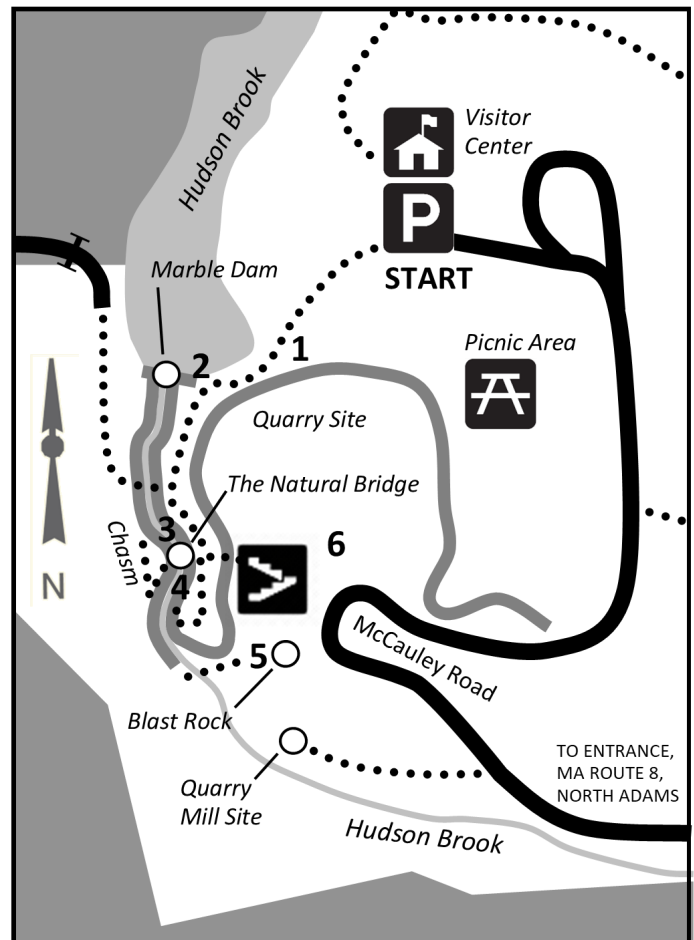 Hudson Brook
Visitor
Center
P
START
Marble Dam
2
1
Picnic Area
Quarry Site
The Natural Bridge
3
Chasm
4
6
N
5
McCauley Road
Blast Rock
Quarry
Mill Site
TO ENTRANCE,
MA ROUTE 8,
NORTH ADAMS
Hudson Brook